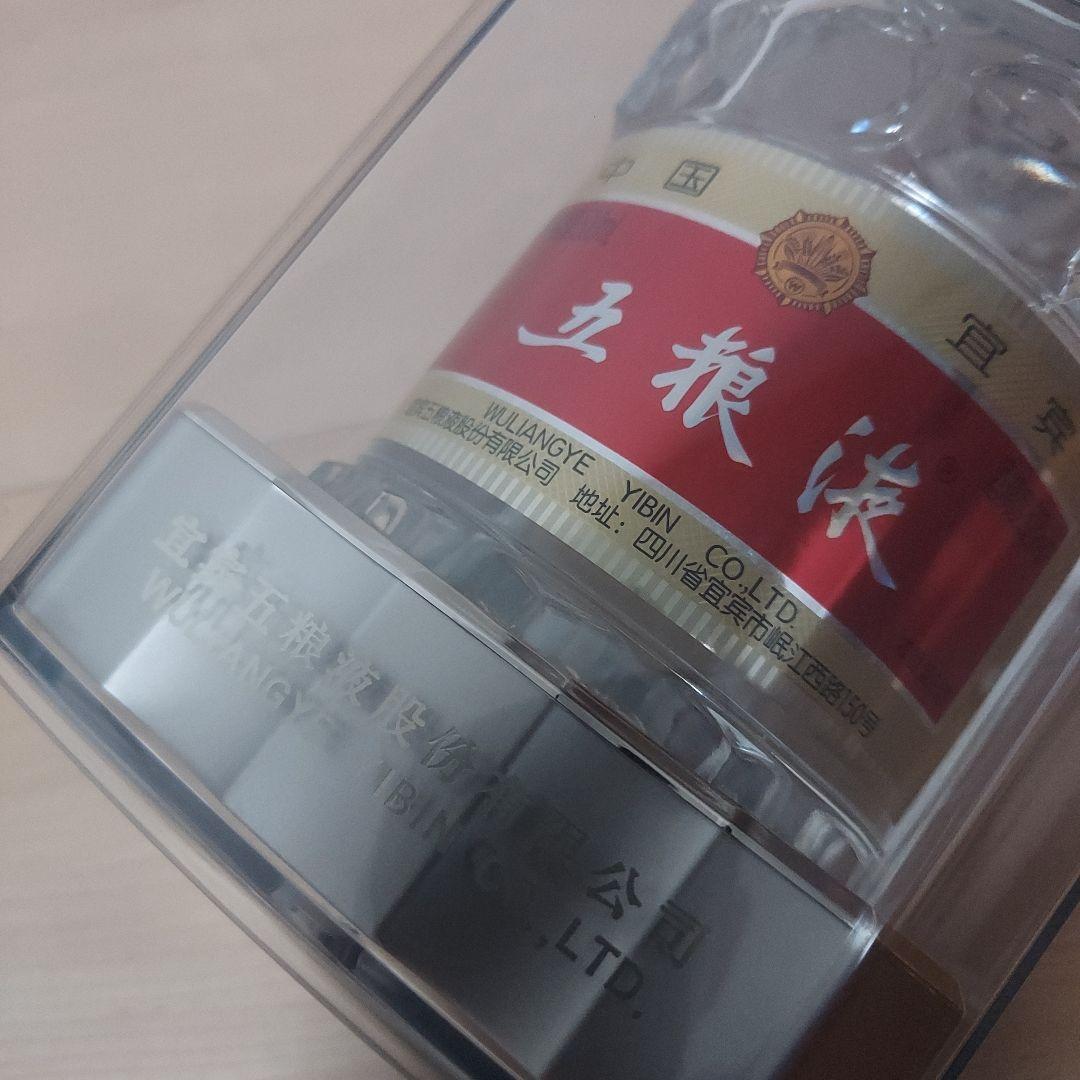 中国
宜宾
五粮液
WULIANGYE YIBIN CO.,LTD.
五粮液股份有限公司 地址：四川省宜宾市岷江西路150号
宜宾五粮液股份有限公司
WULIANGYE YIBIN CO.,LTD.